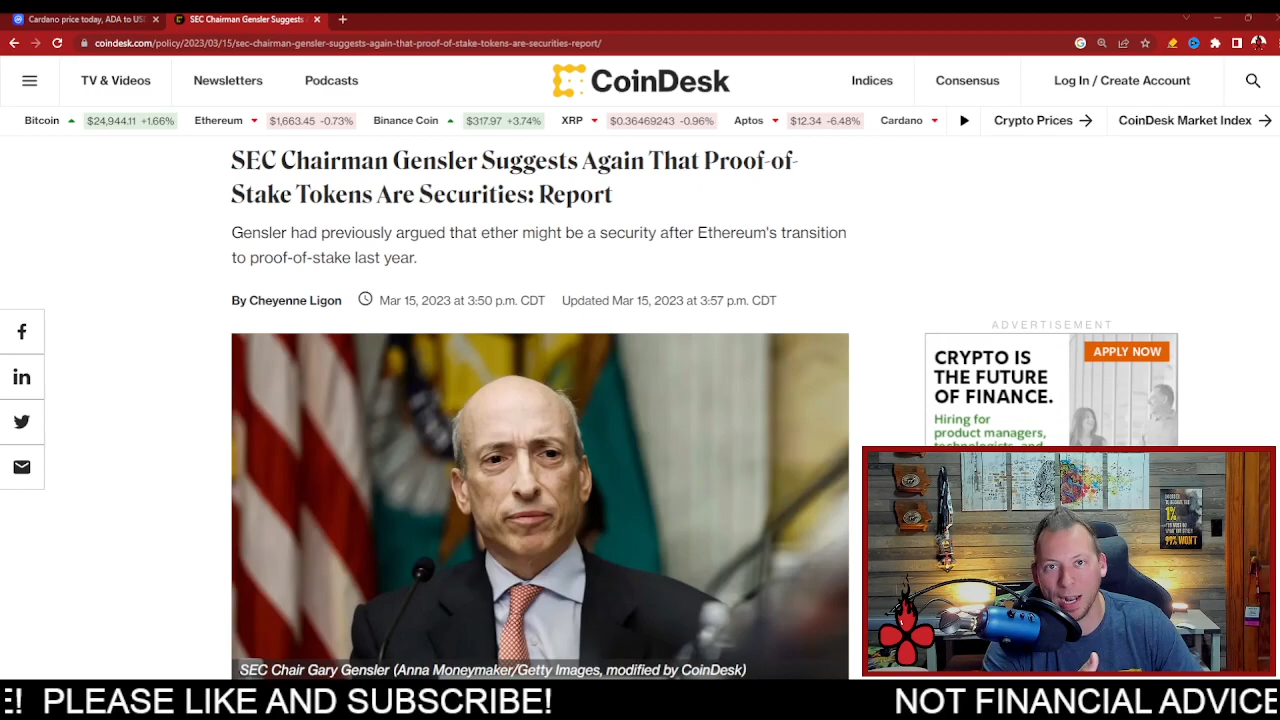 Cardano price today, ADA to US
SEC Chairman Gensler Suggests
coindesk.com/policy/2023/03/15/sec-chairman-gensler-suggests-again-that-proof-of-stake-tokens-are-securities-report/
TV & Videos
Newsletters
Podcasts
CoinDesk
Indices
Consensus
Log In / Create Account
Bitcoin $24,944.11 +1.66%
Ethereum $1,663.45 -0.73%
Binance Coin $317.97 +3.74%
XRP $0.36469243 -0.96%
Aptos $12.34 -6.48%
Cardano
Crypto Prices →
CoinDesk Market Index →
SEC Chairman Gensler Suggests Again That Proof-of-
Stake Tokens Are Securities: Report
Gensler had previously argued that ether might be a security after Ethereum's transition
to proof-of-stake last year.
By Cheyenne Ligon
Mar 15, 2023 at 3:50 p.m. CDT
Updated Mar 15, 2023 at 3:57 p.m. CDT
ADVERTISEMENT
CRYPTO IS
THE FUTURE
OF FINANCE.
APPLY NOW
Hiring for
product managers,
technologists, and
1%
99% WON'T
SEC Chair Gary Gensler (Anna Moneymaker/Getty Images, modified by CoinDesk)
E! PLEASE LIKE AND SUBSCRIBE!
NOT FINANCIAL ADVICE